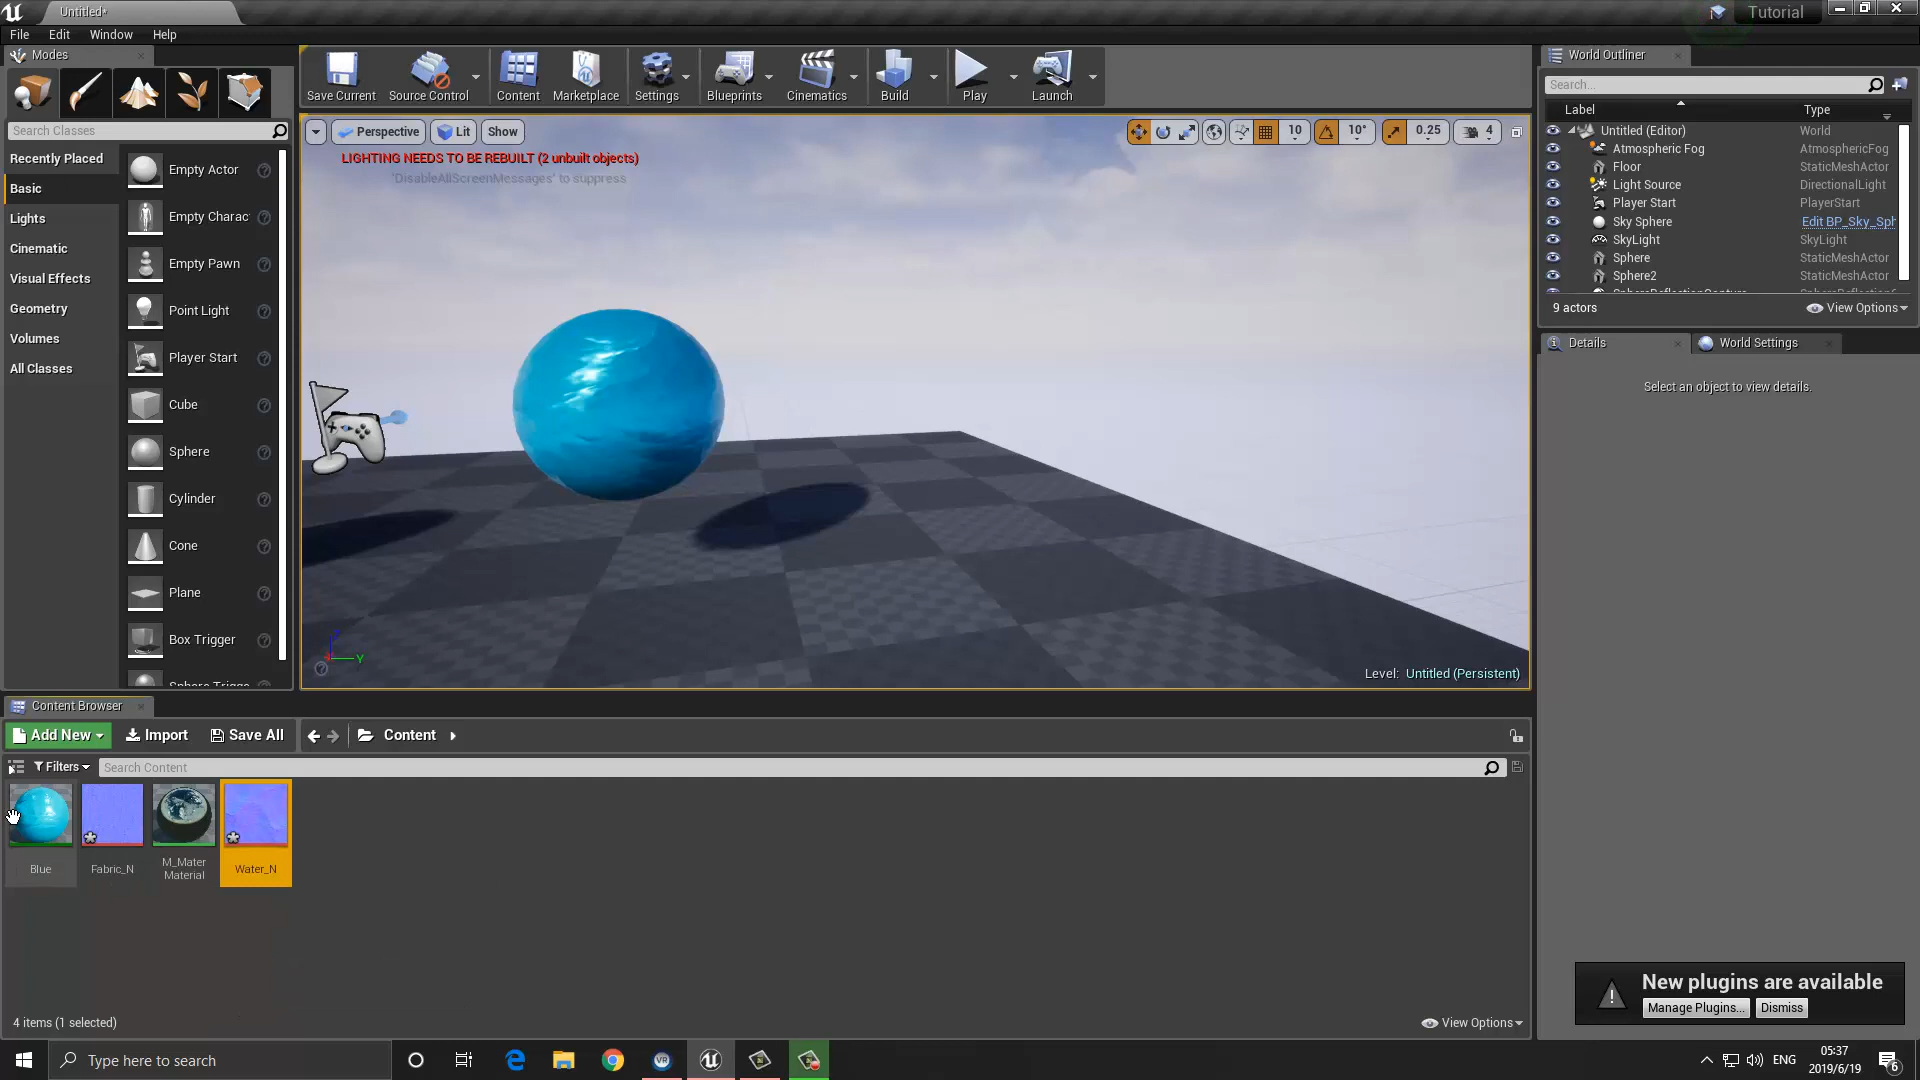 Untitled*
Tutorial
File Edit Window Help
Modes
Search Classes
Recently Placed
Basic
Lights
Cinematic
Visual Effects
Geometry
Volumes
All Classes
Empty Actor
Empty Charac
Empty Pawn
Point Light
Player Start
Cube
Sphere
Cylinder
Cone
Plane
Box Trigger
Save Current Source Control Content Marketplace Settings Blueprints Cinematics Build Play Launch
Perspective Lit Show
10 10° 0.25 4
LIGHTING NEEDS TO BE REBUILT (2 unbuilt objects)
'DisableAllScreenMessages' to suppress
Y
Level: Untitled (Persistent)
World Outliner
Search...
Label Type
Untitled (Editor) World
Atmospheric Fog AtmosphericFog
Floor StaticMeshActor
Light Source DirectionalLight
Player Start PlayerStart
Sky Sphere Edit BP_Sky_Sph
SkyLight SkyLight
Sphere StaticMeshActor
Sphere2 StaticMeshActor
9 actors View Options
Details World Settings
Select an object to view details.
Content Browser
Add New Import Save All Content
Filters Search Content
Blue
Fabric_N
M_Mater
Material
Water_N
4 items (1 selected)
View Options
New plugins are available
Manage Plugins... Dismiss
Type here to search
ENG
05:37
2019/6/19
6